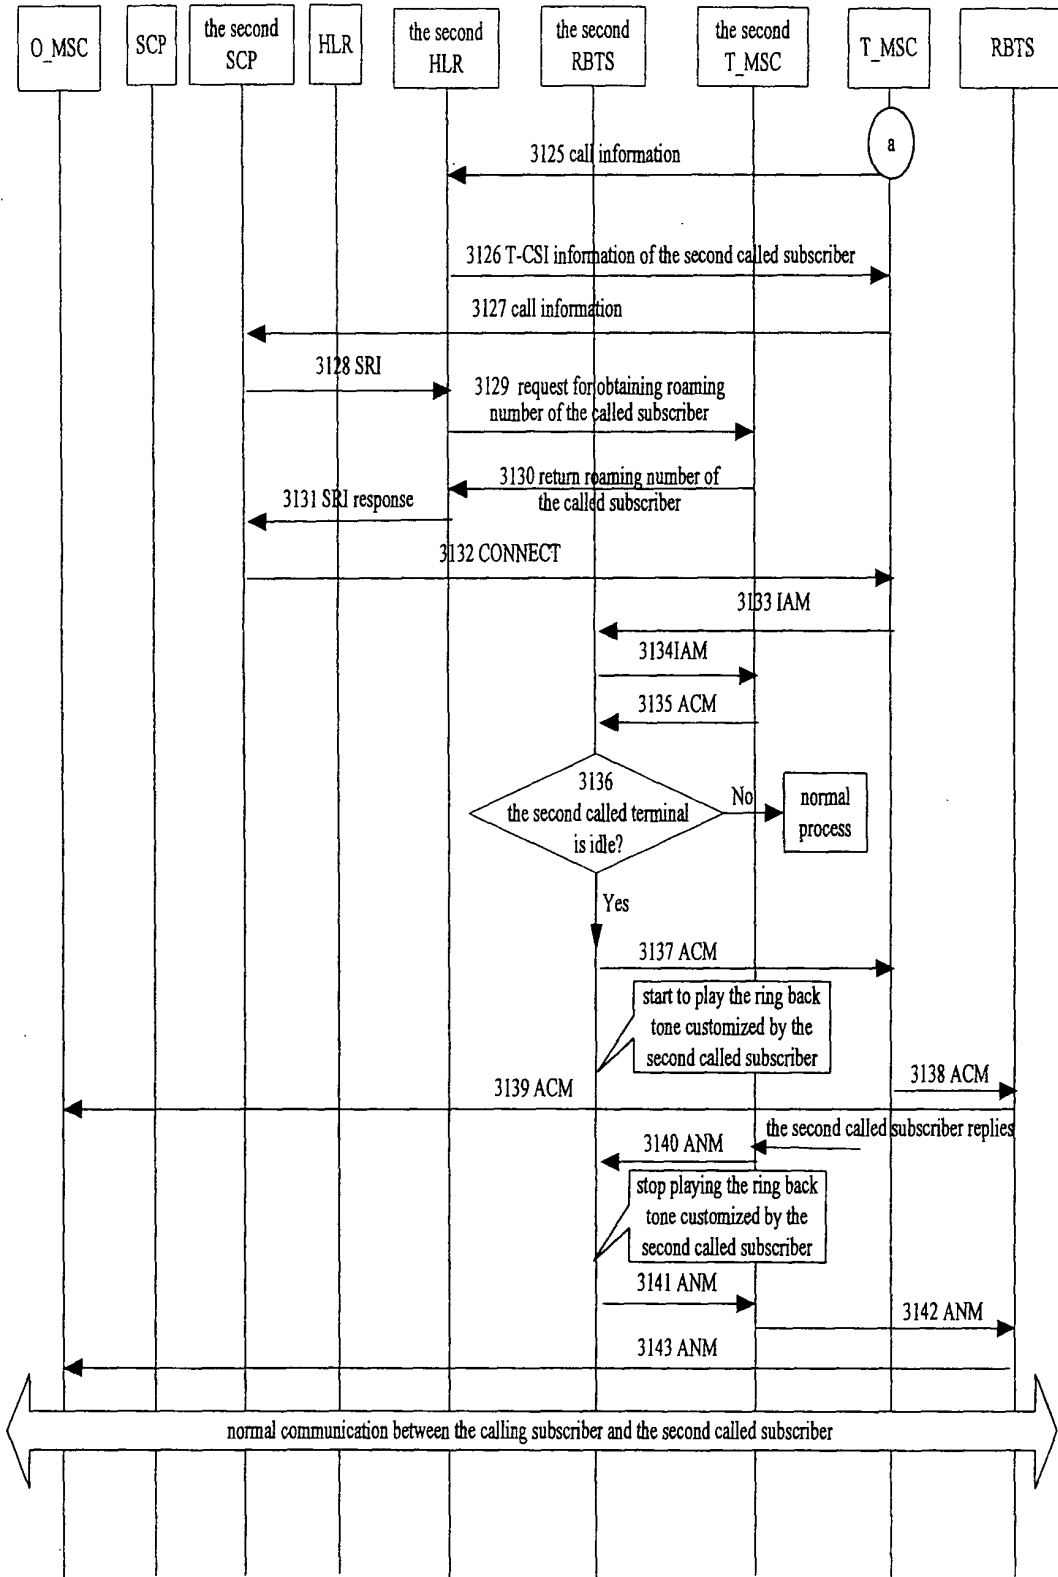 O_MSC
SCP
the second
SCP
HLR
the second
HLR
the second
RBTS
the second
T_MSC
T_MSC
RBTS
a
3125 call information
3126 T-CSI information of the second called subscriber
3127 call information
3128 SRI
3129 request for obtaining roaming
number of the called subscriber
3130 return roaming number of
the called subscriber
3131 SRI response
3132 CONNECT
3133 IAM
3134IAM
3135 ACM
3136
the second called terminal
is idle?
No
normal
process
Yes
3137 ACM
start to play the ring back
tone customized by the
second called subscriber
3138 ACM
3139 ACM
the second called subscriber replies
3140 ANM
stop playing the ring back
tone customized by the
second called subscriber
3141 ANM
3142 ANM
3143 ANM
normal communication between the calling subscriber and the second called subscriber